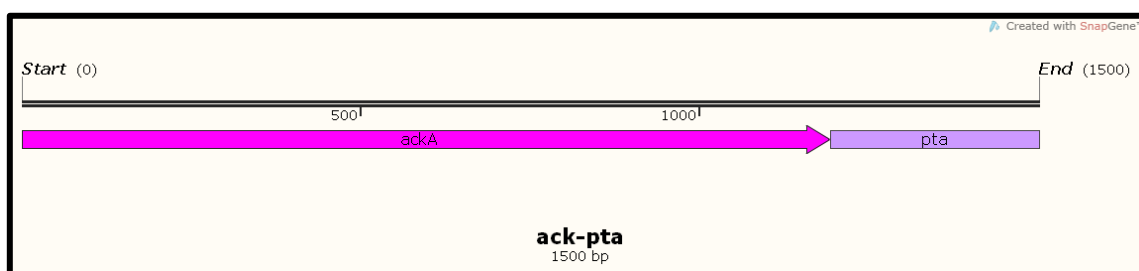 Created with SnapGene®
Start (0)
End (1500)
500
1000
ackA
pta
ack-pta
1500 bp